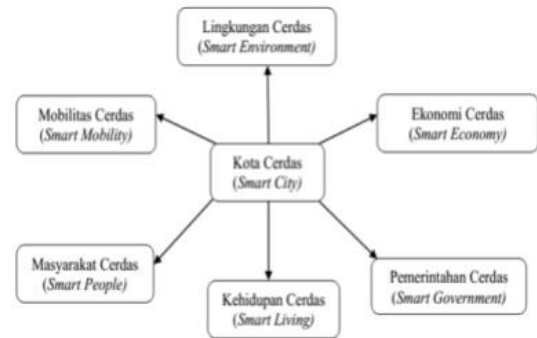 Lingkungan Cerdas
(Smart Environment)
Mobilitas Cerdas
(Smart Mobility)
Ekonomi Cerdas
(Smart Economy)
Kota Cerdas
(Smart City)
Masyarakat Cerdas
(Smart People)
Kehidupan Cerdas
(Smart Living)
Pemerintahan Cerdas
(Smart Government)